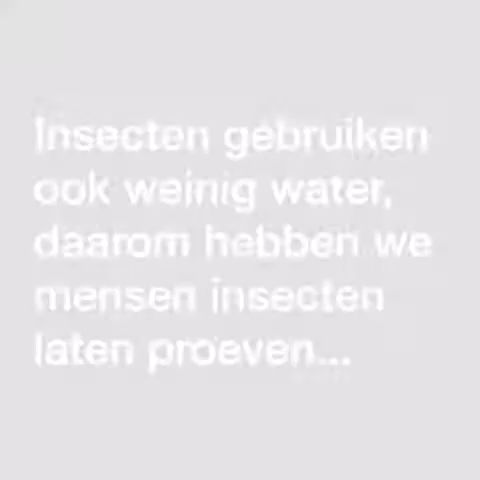 Insecten gebruiken
ook weinig water,
daarom hebben we
mensen insecten
laten proeven...